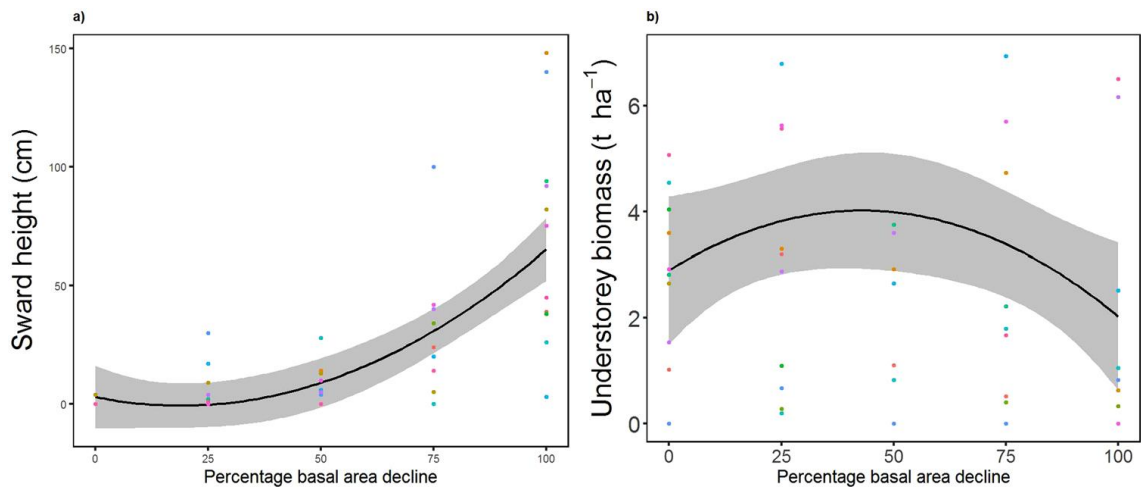 a)
Sward height (cm)
150
100
50
0
0 25 50 75 100
Percentage basal area decline
b)
Understorey biomass (t ha⁻¹)
6
4
2
0
0 25 50 75 100
Percentage basal area decline